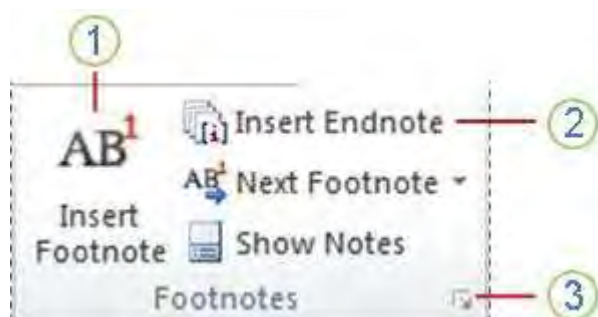 1
AB1
Insert Endnote
2
AB1
Next Footnote
Insert Footnote
[i]
Show Notes
Footnotes
3